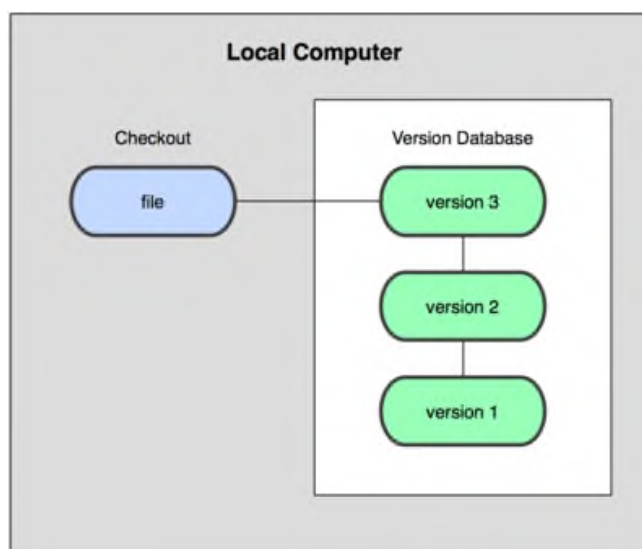 Local Computer
Checkout
Version Database
file
version 3
version 2
version 1